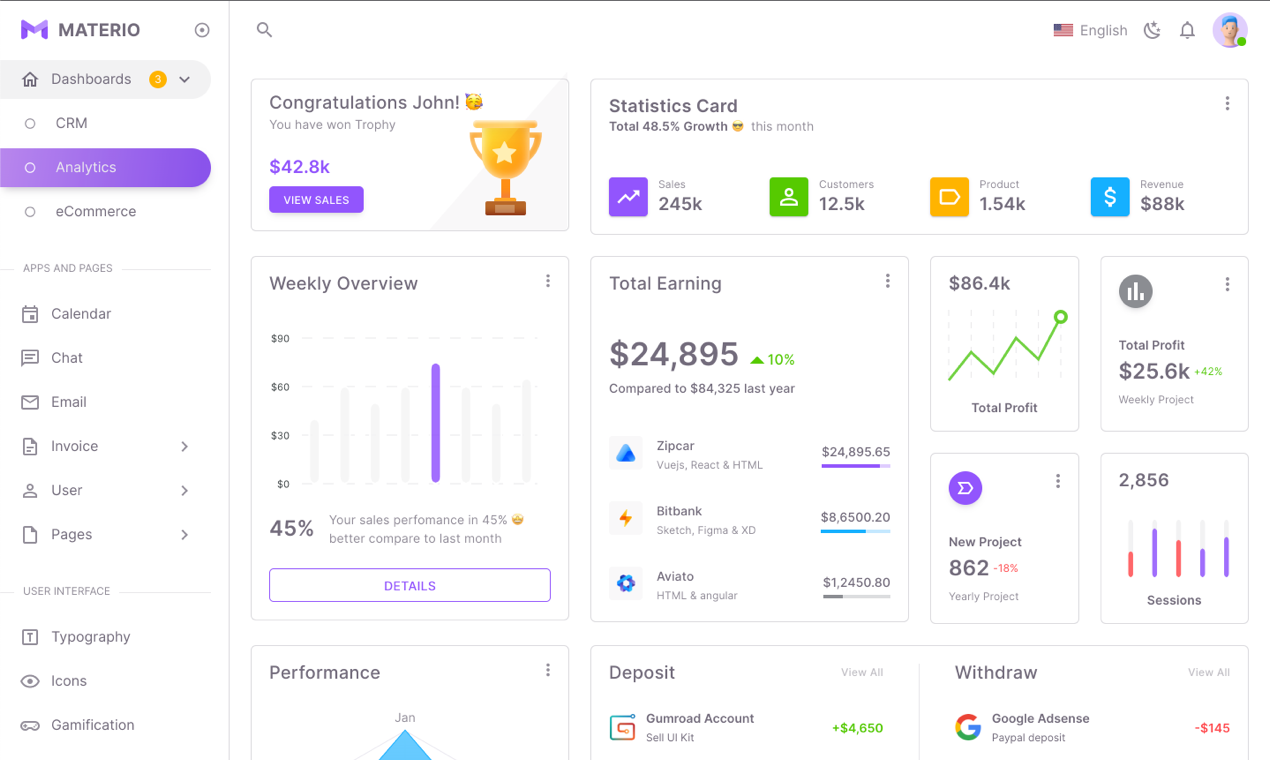 MATERIO
Dashboards 3
CRM
Analytics
eCommerce
APPS AND PAGES
Calendar
Chat
Email
Invoice
User
Pages
USER INTERFACE
Typography
Icons
Gamification
English
Congratulations John! 🥳
You have won Trophy
$42.8k
VIEW SALES
Statistics Card
Total 48.5% Growth 😎 this month
Sales
245k
Customers
12.5k
Product
1.54k
Revenue
$88k
Weekly Overview
$90
$60
$30
$0
45%
Your sales perfomance in 45% 🤩
better compare to last month
DETAILS
Total Earning
$24,895 10%
Compared to $84,325 last year
Zipcar
Vuejs, React & HTML
$24,895.65
Bitbank
Sketch, Figma & XD
$8,6500.20
Aviato
HTML & angular
$1,2450.80
$86.4k
Total Profit
Total Profit
$25.6k +42%
Weekly Project
New Project
862 -18%
Yearly Project
2,856
Sessions
Performance
Jan
Deposit
View All
Gumroad Account
Sell UI Kit
+$4,650
Withdraw
View All
Google Adsense
Paypal deposit
-$145